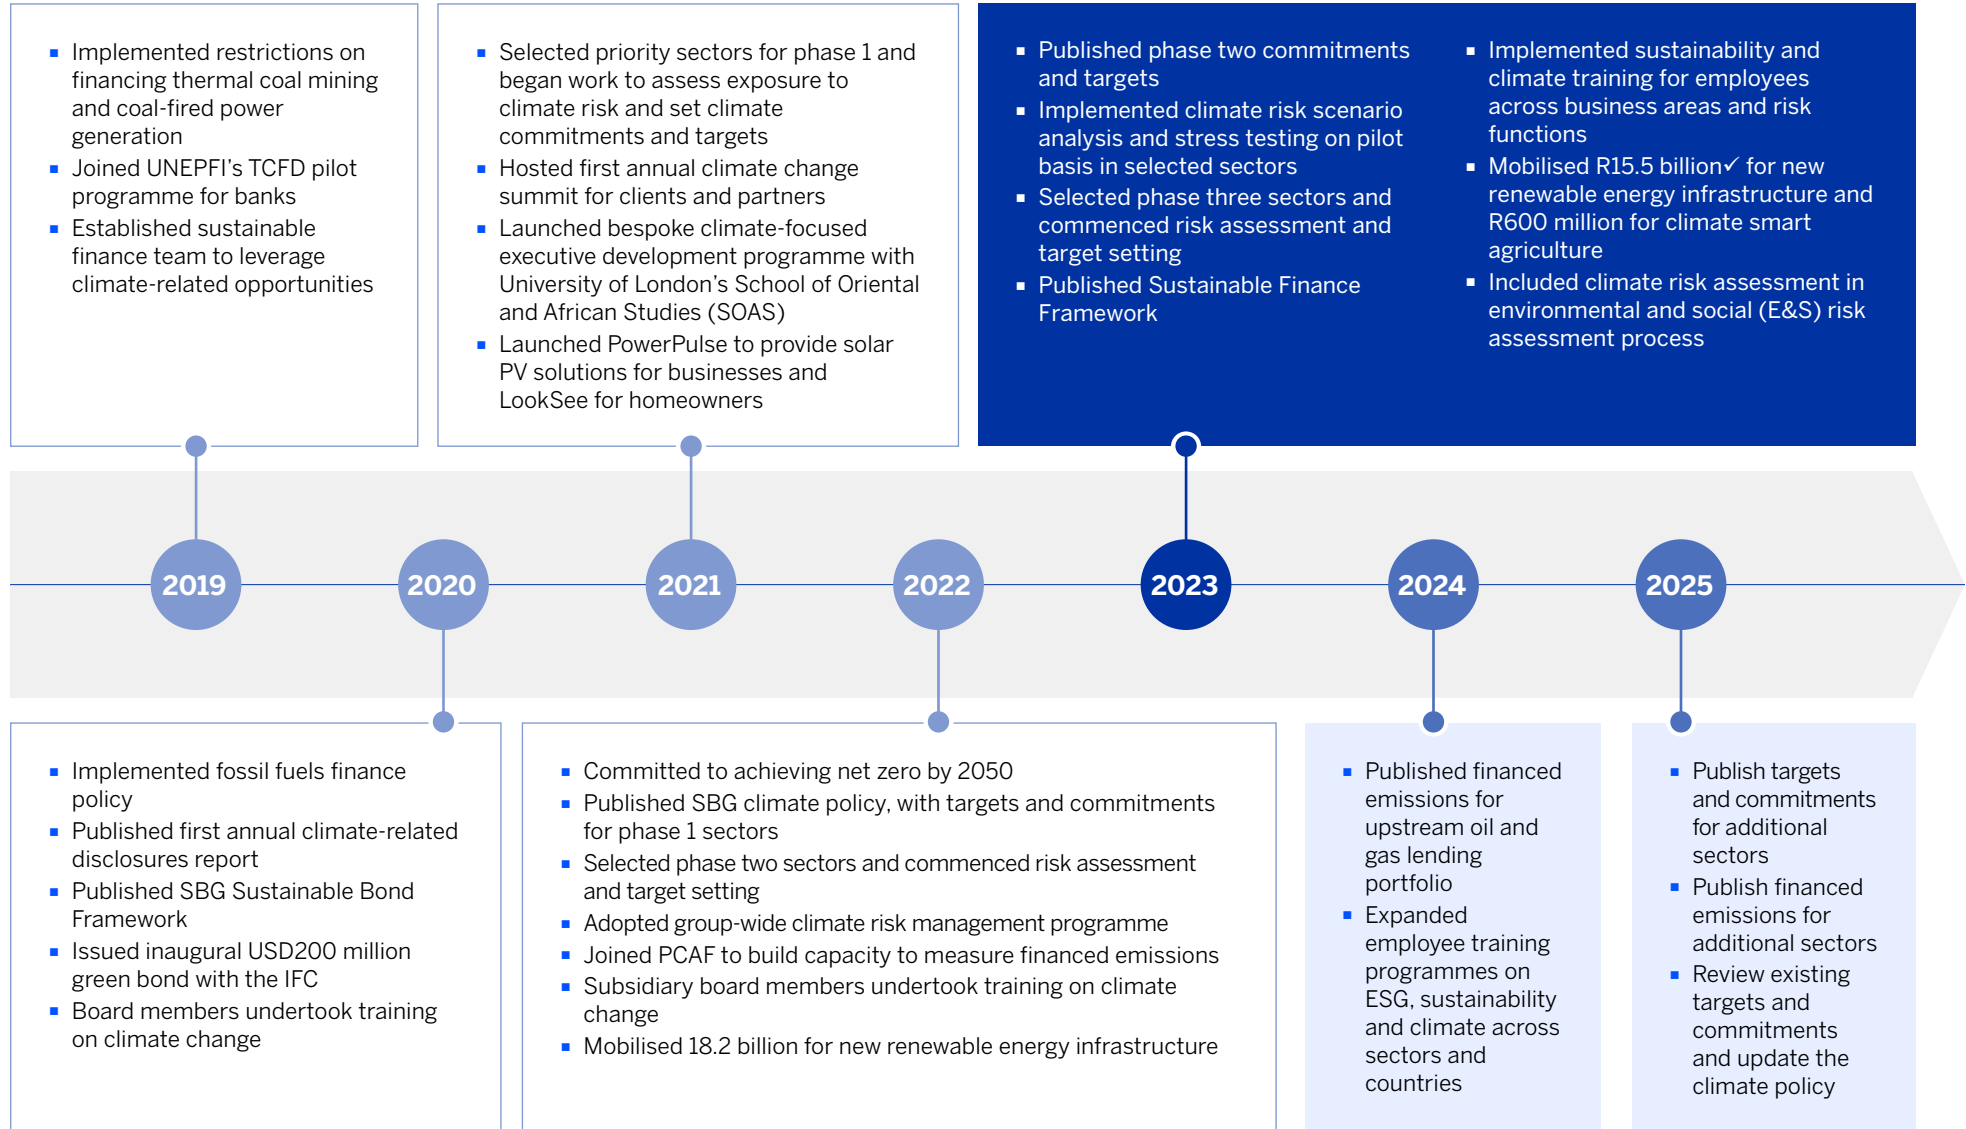 ▪ Implemented restrictions on
financing thermal coal mining
and coal-fired power
generation
▪ Joined UNEPFI's TCFD pilot
programme for banks
▪ Established sustainable
finance team to leverage
climate-related opportunities
▪ Selected priority sectors for phase 1 and
began work to assess exposure to
climate risk and set climate
commitments and targets
▪ Hosted first annual climate change
summit for clients and partners
▪ Launched bespoke climate-focused
executive development programme with
University of London's School of Oriental
and African Studies (SOAS)
▪ Launched PowerPulse to provide solar
PV solutions for businesses and
LookSee for homeowners
▪ Published phase two commitments
and targets
▪ Implemented climate risk scenario
analysis and stress testing on pilot
basis in selected sectors
▪ Selected phase three sectors and
commenced risk assessment and
target setting
▪ Published Sustainable Finance
Framework
▪ Implemented sustainability and
climate training for employees
across business areas and risk
functions
▪ Mobilised R15.5 billion✓ for new
renewable energy infrastructure and
R600 million for climate smart
agriculture
▪ Included climate risk assessment in
environmental and social (E&S) risk
assessment process
2019
2020
2021
2022
2023
2024
2025
▪ Implemented fossil fuels finance
policy
▪ Published first annual climate-related
disclosures report
▪ Published SBG Sustainable Bond
Framework
▪ Issued inaugural USD200 million
green bond with the IFC
▪ Board members undertook training
on climate change
▪ Committed to achieving net zero by 2050
▪ Published SBG climate policy, with targets and commitments
for phase 1 sectors
▪ Selected phase two sectors and commenced risk assessment
and target setting
▪ Adopted group-wide climate risk management programme
▪ Joined PCAF to build capacity to measure financed emissions
▪ Subsidiary board members undertook training on climate
change
▪ Mobilised 18.2 billion for new renewable energy infrastructure
▪ Published financed
emissions for
upstream oil and
gas lending
portfolio
▪ Expanded
employee training
programmes on
ESG, sustainability
and climate across
sectors and
countries
▪ Publish targets
and commitments
for additional
sectors
▪ Publish financed
emissions for
additional sectors
▪ Review existing
targets and
commitments
and update the
climate policy